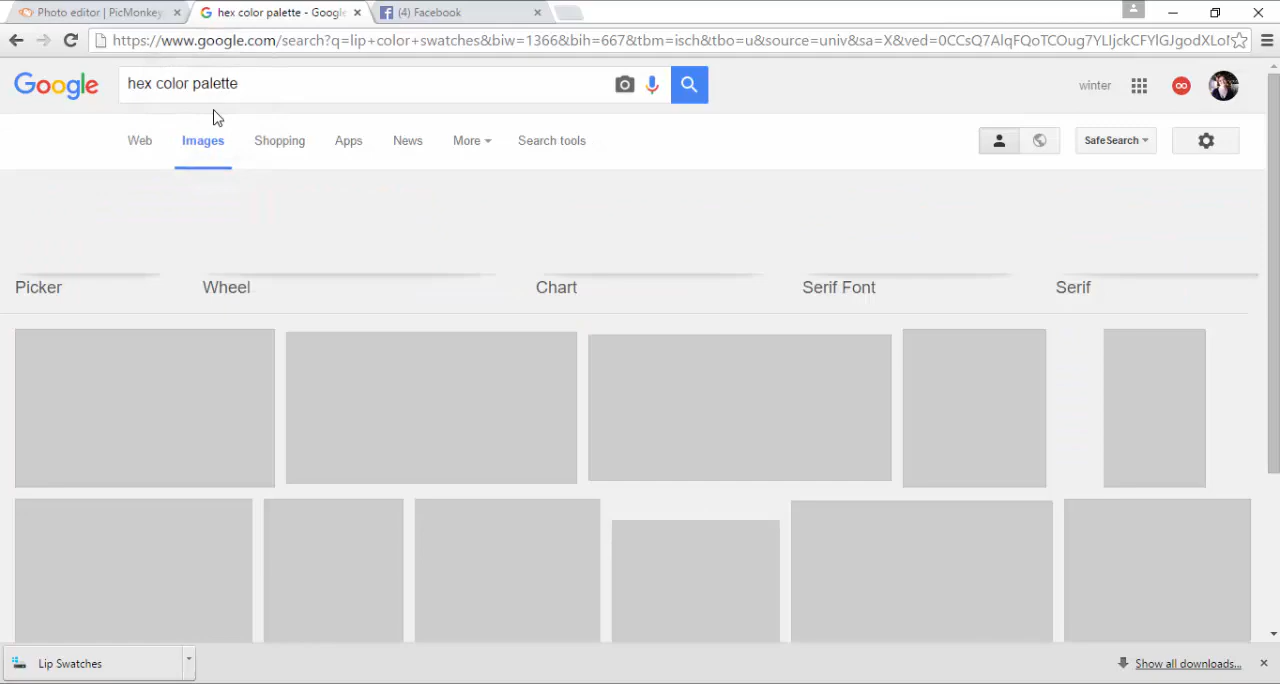 Photo editor | PicMonkey
hex color palette - Google
(4) Facebook
https://www.google.com/search?q=lip+color+swatches&biw=1366&bih=667&tbm=isch&tbo=u&source=univ&sa=X&ved=
Google
hex color palette
winter
Web
Images
Shopping
Apps
News
More
Search tools
SafeSearch
Picker
Wheel
Chart
Serif Font
Serif
Lip Swatches
Show all downloads...